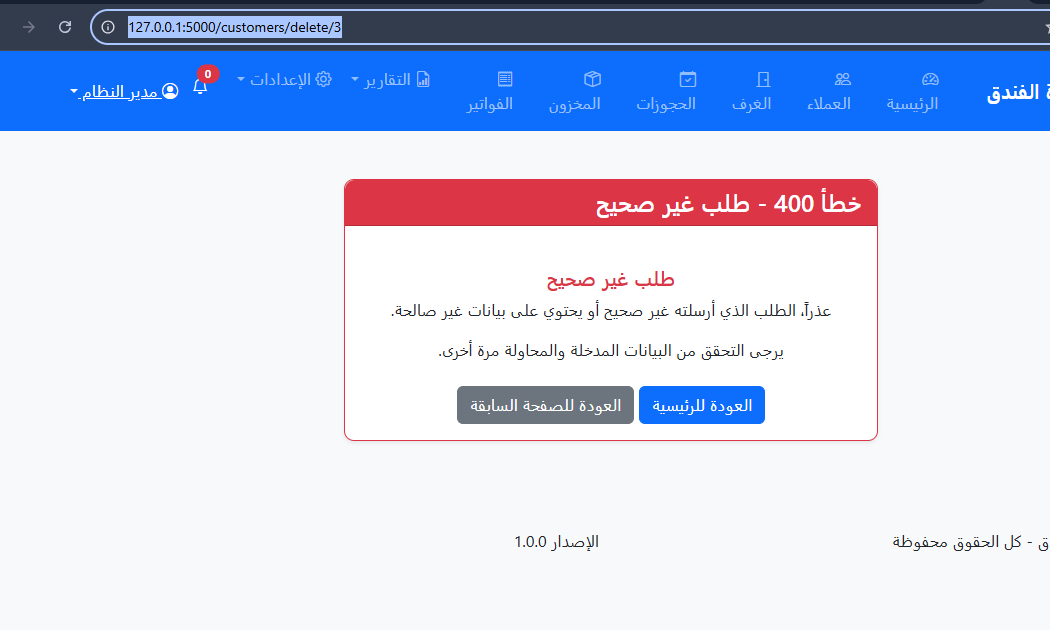 127.0.0.1:5000/customers/delete/3
الفندق
الرئيسية
العملاء
الغرف
الحجوزات
المخزون
الفواتير
التقارير
الإعدادات
0
مدير النظام
خطأ 400 - طلب غير صحيح
طلب غير صحيح
عذراً، الطلب الذي أرسلته غير صحيح أو يحتوي على بيانات غير صالحة.
يرجى التحقق من البيانات المدخلة والمحاولة مرة أخرى.
العودة للرئيسية
العودة للصفحة السابقة
- كل الحقوق محفوظة
الإصدار 1.0.0